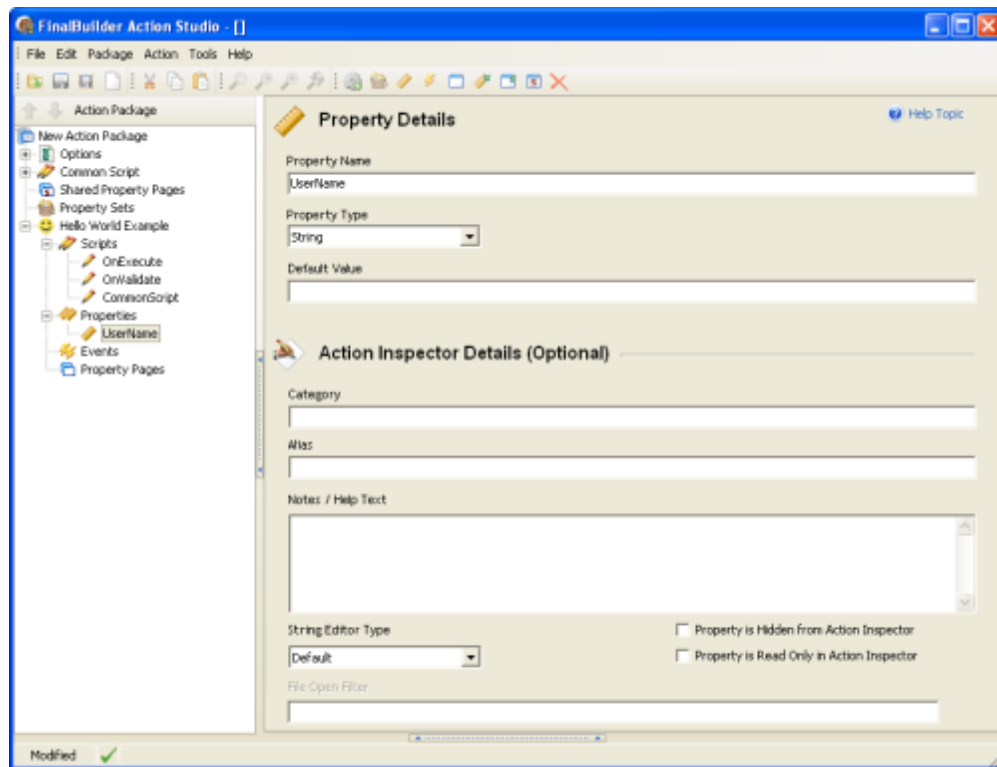 FinalBuilder Action Studio - []
File Edit Package Action Tools Help
Action Package
New Action Package
Options
Common Script
Shared Property Pages
Property Sets
Hello World Example
Scripts
OnExecute
OnValidate
CommonScript
Properties
UserName
Events
Property Pages
Property Details
Help Topic
Property Name
UserName
Property Type
String
Default Value
Action Inspector Details (Optional)
Category
Alias
Notes / Help Text
String Editor Type
Property is Hidden from Action Inspector
Default
Property is Read Only in Action Inspector
File Open Filter
Modified